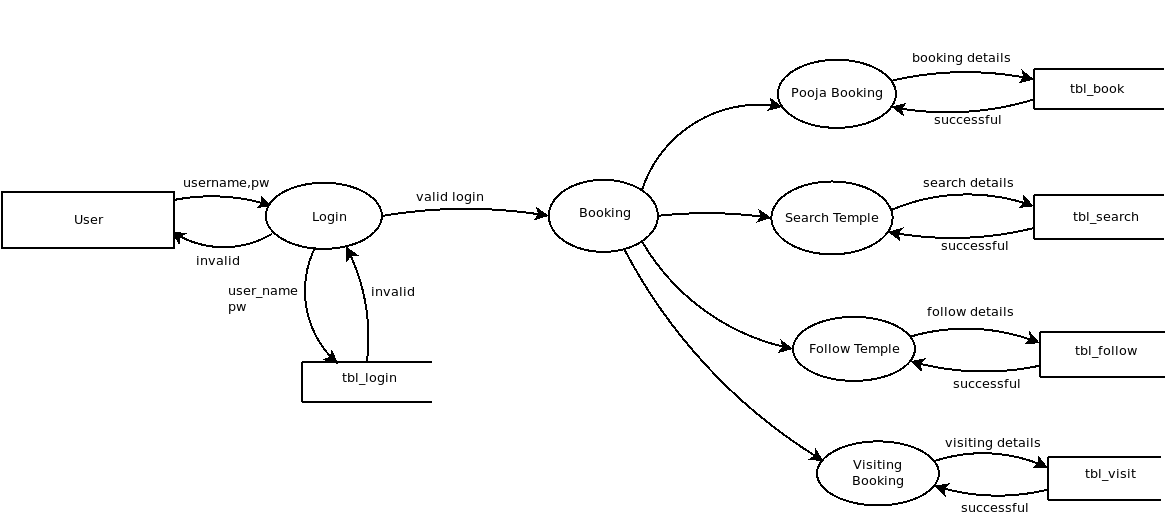 booking details
Pooja Booking
tbl_book
successful
username,pw
valid login
search details
User
Login
Booking
Search Temple
tbl_search
successful
invalid
user_name
pw
invalid
follow details
Follow Temple
tbl_follow
tbl_login
successful
visiting details
Visiting
Booking
tbl_visit
successful